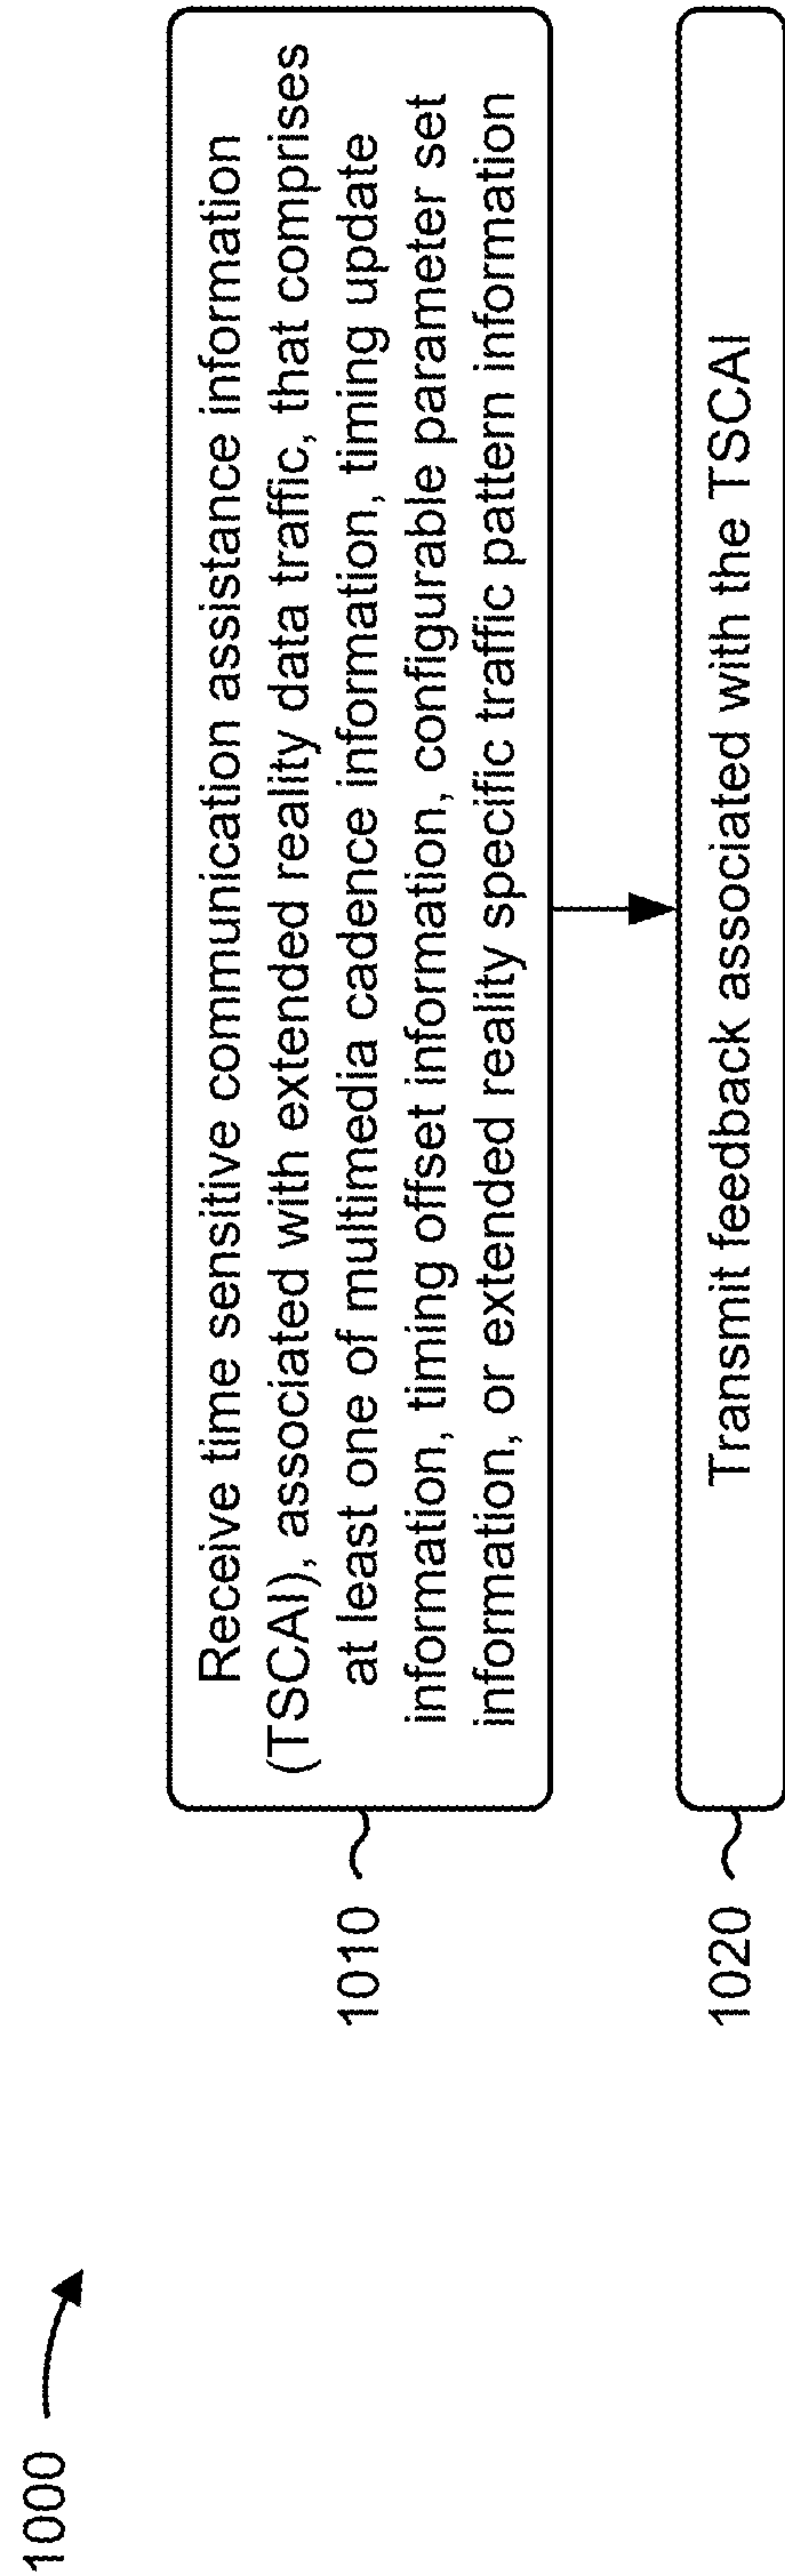 1000
1010
Receive time sensitive communication assistance information
(TSCAI), associated with extended reality data traffic, that comprises
at least one of multimedia cadence information, timing update
information, timing offset information, configurable parameter set
information, or extended reality specific traffic pattern information
1020
Transmit feedback associated with the TSCAI